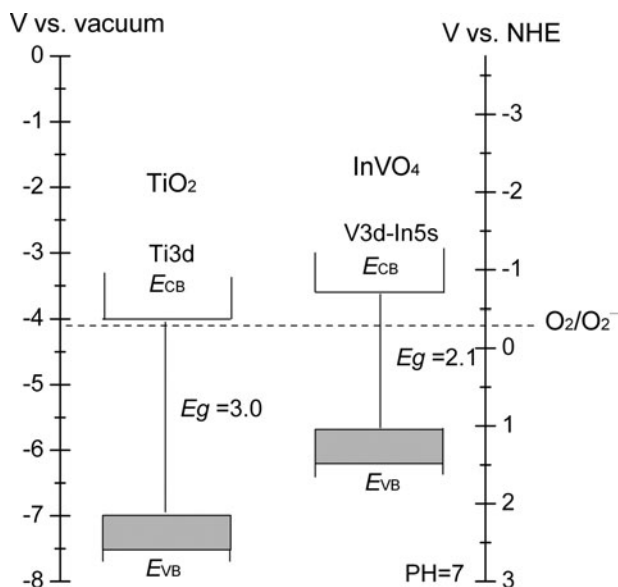 V vs. vacuum
V vs. NHE
0
-1
-2
-3
-4
-5
-6
-7
-8
TiO₂
Ti3d
ECB
Eg =3.0
EVB
InVO₄
V3d-In5s
ECB
Eg =2.1
EVB
-3
-2
-1
0
1
2
3
O₂/O₂⁻
PH=7